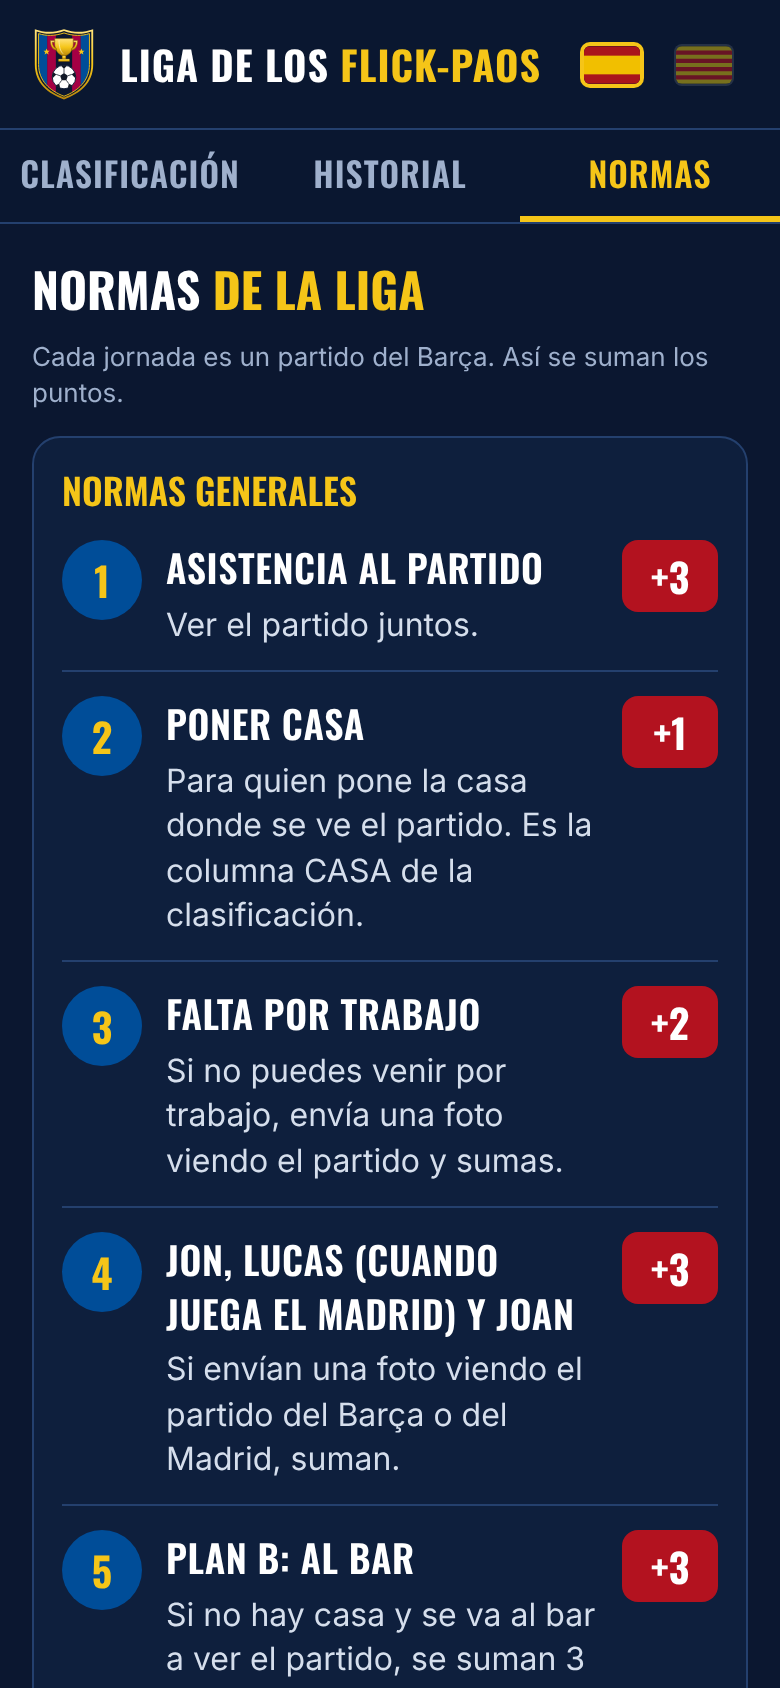 LIGA DE LOS FLICK-PAOS
CLASIFICACIÓN HISTORIAL NORMAS
NORMAS DE LA LIGA
Cada jornada es un partido del Barça. Así se suman los
puntos.
NORMAS GENERALES
1 ASISTENCIA AL PARTIDO +3
Ver el partido juntos.
2 PONER CASA +1
Para quien pone la casa
donde se ve el partido. Es la
columna CASA de la
clasificación.
3 FALTA POR TRABAJO +2
Si no puedes venir por
trabajo, envía una foto
viendo el partido y sumas.
4 JON, LUCAS (CUANDO +3
JUEGA EL MADRID) Y JOAN
Si envían una foto viendo el
partido del Barça o del
Madrid, suman.
5 PLAN B: AL BAR +3
Si no hay casa y se va al bar
a ver el partido, se suman 3